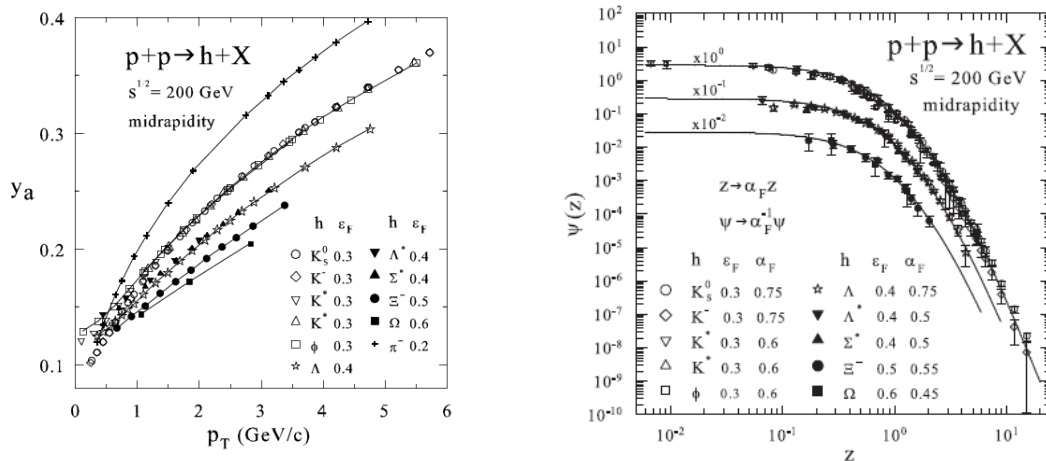 0.4
0.3
0.2
0.1
y_a
p+p→h+X
s^{1/2} = 200 GeV
midrapidity
h ε_F h ε_F
K_S^0 0.3 Λ* 0.4
K^- 0.3 Σ* 0.4
K* 0.3 Ξ^- 0.5
K* 0.3 Ω 0.6
ϕ 0.3 π^- 0.2
Λ 0.4
0 1 2 3 4 5 6
p_T (GeV/c)
10^2
10^1
10^0
10^{-1}
10^{-2}
10^{-3}
10^{-4}
10^{-5}
10^{-6}
10^{-7}
10^{-8}
10^{-9}
10^{-10}
ψ(z)
p+p→h+X
s^{1/2} = 200 GeV
midrapidity
x10^0
x10^{-1}
x10^{-2}
z→α_F z
ψ→α_F^{-1}ψ
h ε_F α_F h ε_F α_F
K_S^0 0.3 0.75 Λ 0.4 0.75
K^- 0.3 0.75 Λ* 0.4 0.5
K* 0.3 0.6 Σ* 0.4 0.5
K* 0.3 0.6 Ξ^- 0.5 0.55
ϕ 0.3 0.6 Ω 0.6 0.45
10^{-2} 10^{-1} 10^0 10^1
z